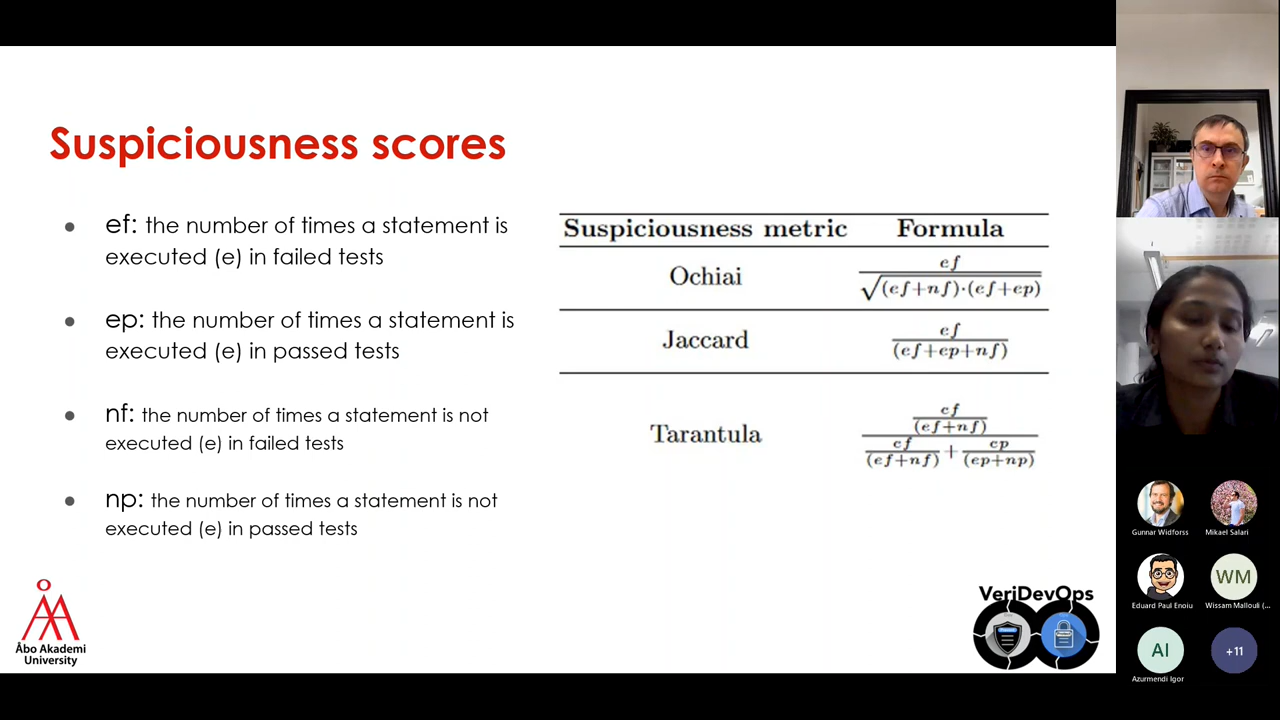 Suspiciousness scores
● ef: the number of times a statement is
executed (e) in failed tests
● ep: the number of times a statement is
executed (e) in passed tests
● nf: the number of times a statement is not
executed (e) in failed tests
● np: the number of times a statement is not
executed (e) in passed tests
Suspiciousness metric Formula
Ochiai ef / √(ef+nf)·(ef+ep)
Jaccard ef / (ef+ep+nf)
Tarantula ef / (ef+nf) / ef / (ef+nf) + ep / (ep+np)
Åbo Akademi
University
VeriDevOps
Gunnar Widforss
Mikael Salari
Eduard Paul Enoiu
WM
Wissam Mallouli (...
AI
Azurmendi Igor
+11